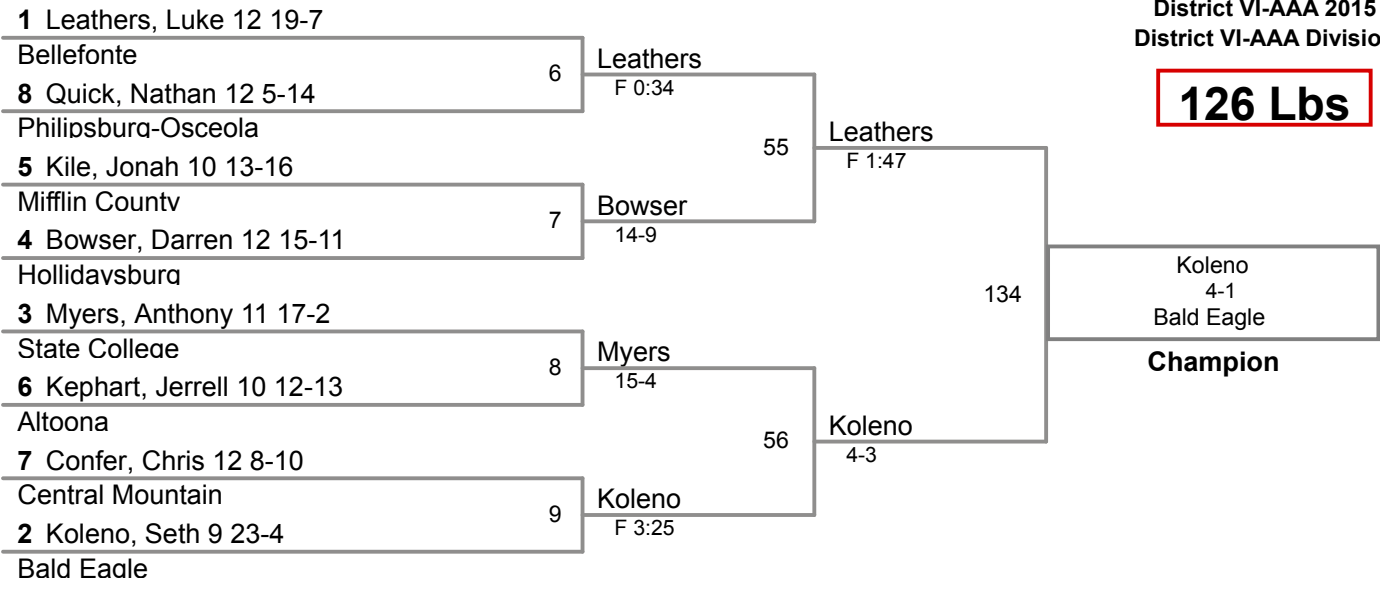 District VI-AAA 2015
District VI-AAA Divisio
126 Lbs
1 Leathers, Luke 12 19-7
Bellefonte
6
Leathers
F 0:34
8 Quick, Nathan 12 5-14
Philipsburg-Osceola
55
Leathers
F 1:47
5 Kile, Jonah 10 13-16
Mifflin County
7
Bowser
14-9
4 Bowser, Darren 12 15-11
Hollidaysburg
134
Koleno
4-1
Bald Eagle
Champion
3 Myers, Anthony 11 17-2
State College
8
Myers
15-4
6 Kephart, Jerrell 10 12-13
Altoona
56
Koleno
4-3
7 Confer, Chris 12 8-10
Central Mountain
9
Koleno
F 3:25
2 Koleno, Seth 9 23-4
Bald Eagle